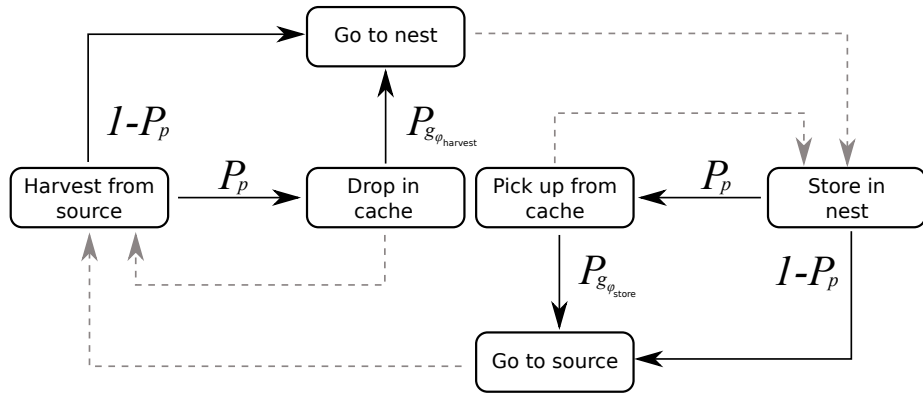 Go to nest
1-Pp
Pgφharvest
Harvest from
source
Pp
Drop in
cache
Pick up from
cache
Pp
Store in
nest
Pgφstore
1-Pp
Go to source